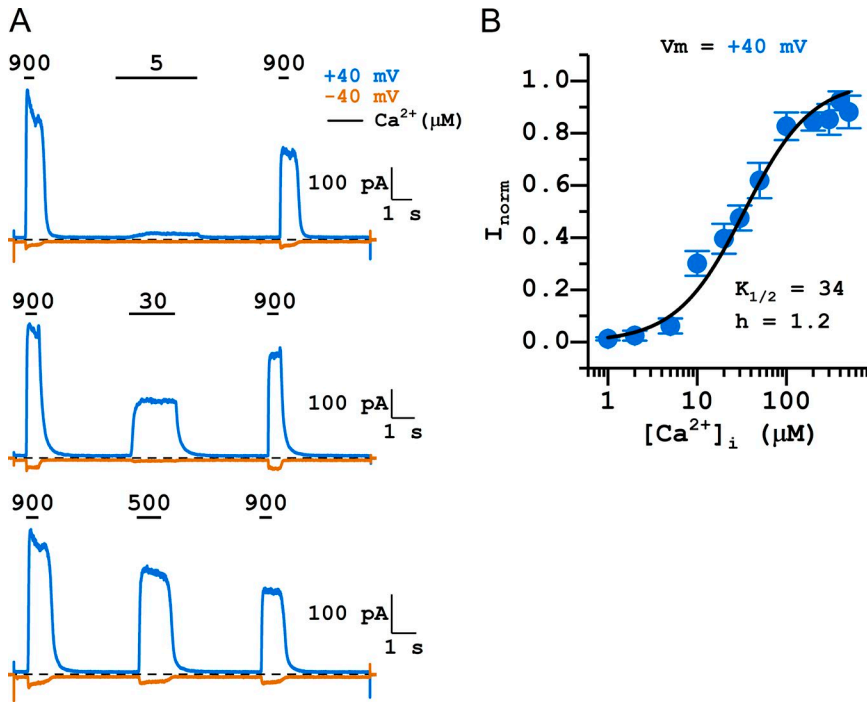 A
900 5 900
+40 mV
-40 mV
Ca²⁺(μM)
100 pA
1 s
900 30 900
100 pA
1 s
900 500 900
100 pA
1 s
B
Vm = +40 mV
1.0
0.8
0.6
0.4
0.2
0.0
Inorm
K1/2 = 34
h = 1.2
1 10 100
[Ca²⁺]i (μM)